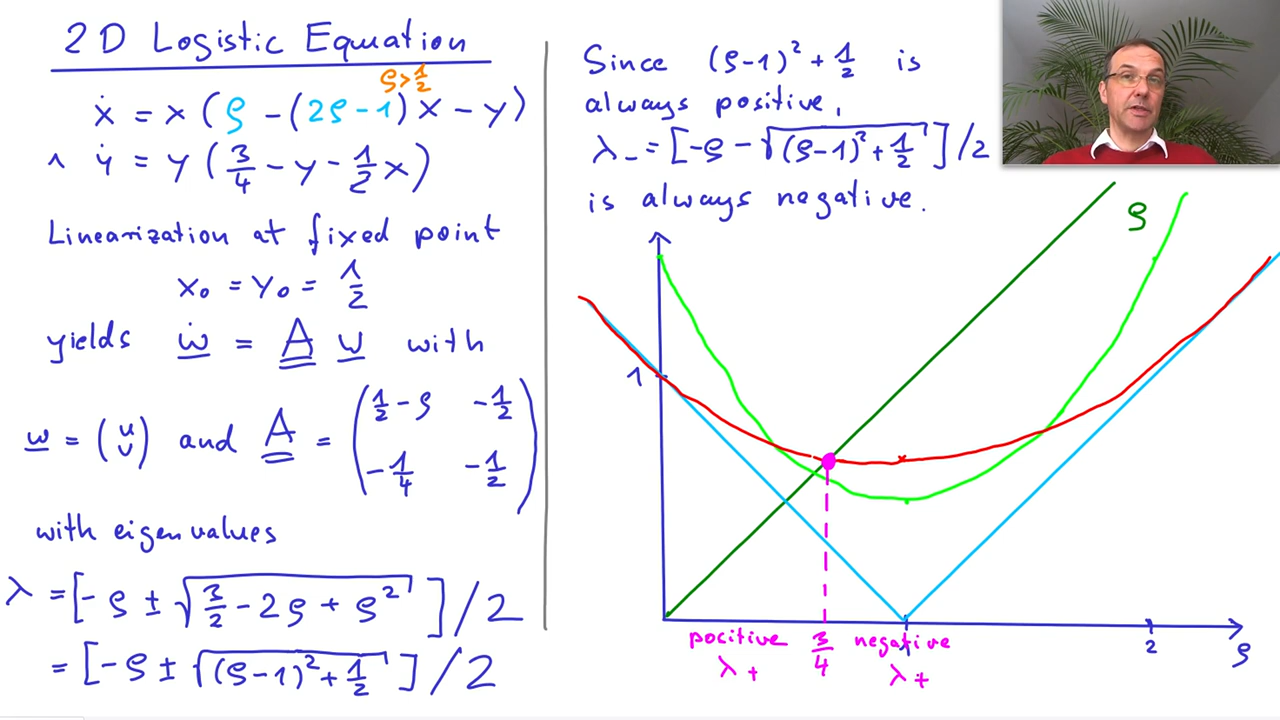 2D Logistic Equation
ϱ>1/2
ẋ = x (ϱ -(2ϱ-1)x - y)
∧ ẏ = y (3/4 - y - 1/2 x)
Linearization at fixed point
x₀ = y₀ = 1/2
yields ẇ = A w with
w = (u v) and A = (1/2-ϱ -1/2
-1/4 -1/2)
with eigenvalues
λ = [-ϱ ± √(3/2 - 2ϱ + ϱ²)]/2
= [-ϱ ± √((ϱ-1)² + 1/2)]/2
Since (ϱ-1)² + 1/2 is
always positive,
λ₋ = [-ϱ - √((ϱ-1)² + 1/2)]/2
is always negative.
ϱ
1
positive 3/4 negative
λ+ λ+
1
2
ϱ